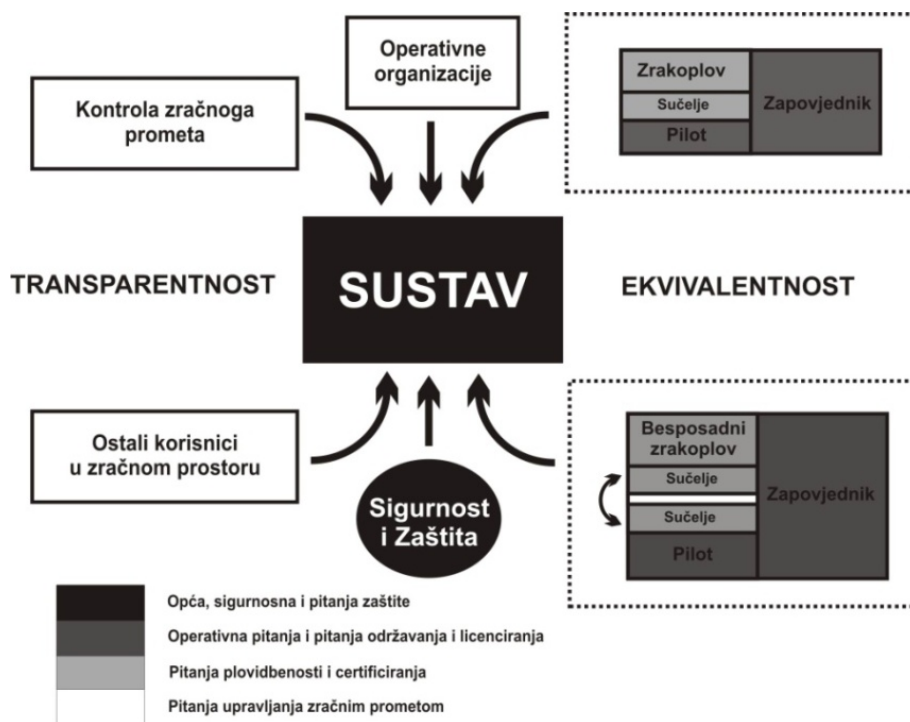 Operativne
organizacije
Kontrola zračnoga
prometa
Zrakoplov
Sučelje
Pilot
Zapovjednik
TRANSPARENTNOST
SUSTAV
EKVIVALENTNOST
Ostali korisnici
u zračnom prostoru
Sigurnost
i Zaštita
Besposadni
zrakoplov
Sučelje
Sučelje
Pilot
Zapovjednik
Opća, sigurnosna i pitanja zaštite
Operativna pitanja i pitanja održavanja i licenciranja
Pitanja plovidbenosti i certificiranja
Pitanja upravljanja zračnim prometom